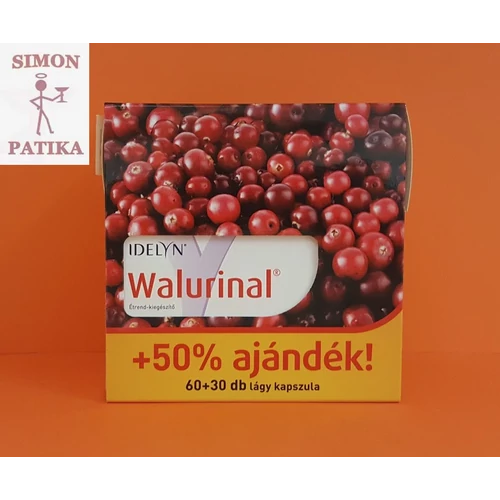 SIMON
PATIKA
IDELYN®
Walurinal®
Étrend-kiegészítő
+50% ajándék!
60+30 db lágy kapszula